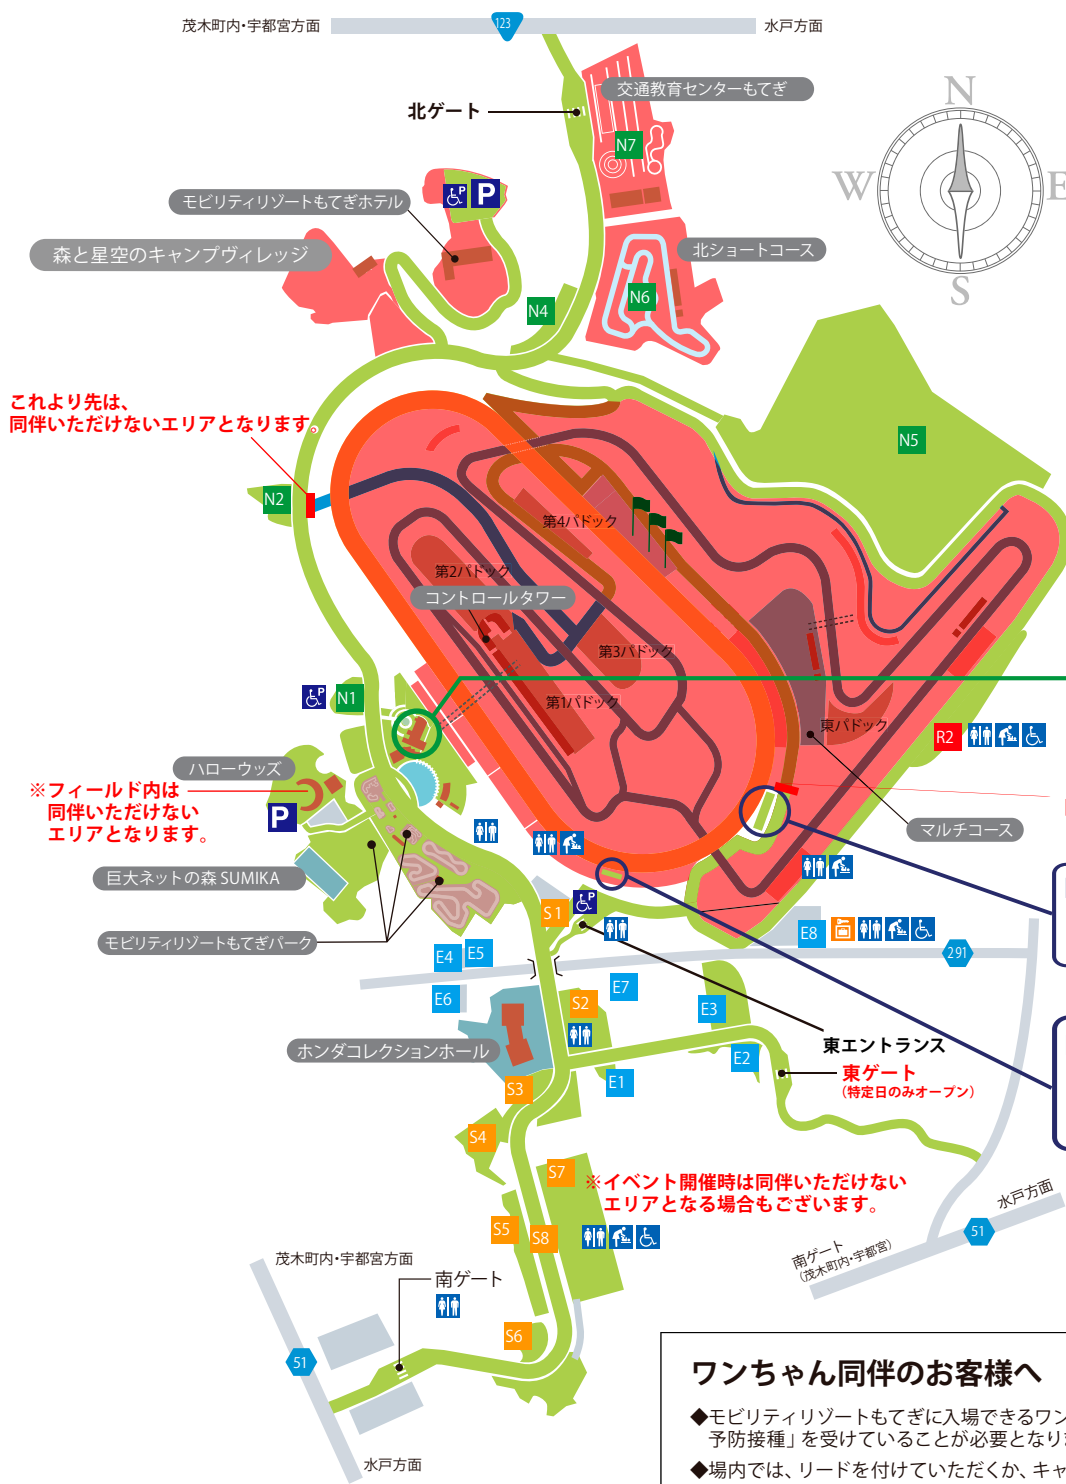 茂木町内・宇都宮方面
123
水戸方面
交通教育センターもてぎ
北ゲート
N7
N
W
E
S
P
P
モビリティリゾートもてぎホテル
森と星空のキャンプヴィレッジ
北ショートコース
N6
N4
これより先は、
同伴いただけないエリアとなります。
N5
N2
第4パドック
第2パドック
コントロールタワー
第3パドック
第1パドック
P
N1
東パドック
R2
ハローウッズ
※フィールド内は
同伴いただけない
エリアとなります。
P
マルチコース
巨大ネットの森 SUMIKA
モビリティリゾートもてぎパーク
S1
P
E8
E4
E5
291
E6
E7
S2
E3
ホンダコレクションホール
東エントランス
E2
東ゲート
(特定日のみオープン)
S3
E1
S4
S7
※イベント開催時は同伴いただけない
エリアとなる場合もございます。
S5
S8
水戸方面
51
南ゲート
(茂木町内・宇都宮)
茂木町内・宇都宮方面
南ゲート
S6
51
水戸方面
ワンちゃん同伴のお客様へ
◆モビリティリゾートもてぎに入場できるワン
予防接種」を受けていることが必要となりま
◆場内では、リードを付けていただくか、キャ